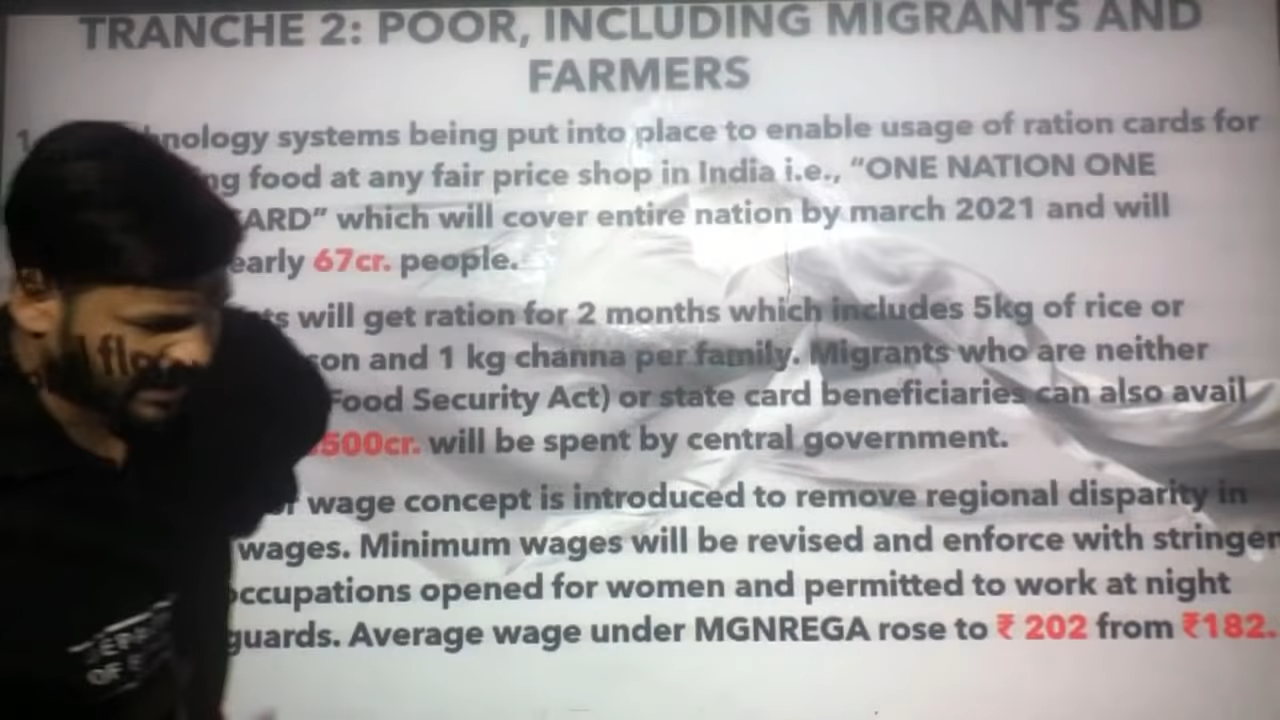 TRANCHE 2: POOR, INCLUDING MIGRANTS AND
FARMERS
systems being put into place to enable usage of ration cards for
food at any fair price shop in India i.e., “ONE NATION ONE
which will cover entire nation by march 2021 and will
67cr. people.
will get ration for 2 months which includes 5kg of rice or
and 1 kg channa per family. Migrants who are neither
Food Security Act) or state card beneficiaries can also avail
500cr. will be spent by central government.
wage concept is introduced to remove regional disparity in
wages. Minimum wages will be revised and enforce with
occupations opened for women and permitted to work at night
guards. Average wage under MGNREGA rose to ₹ 202 from ₹182.